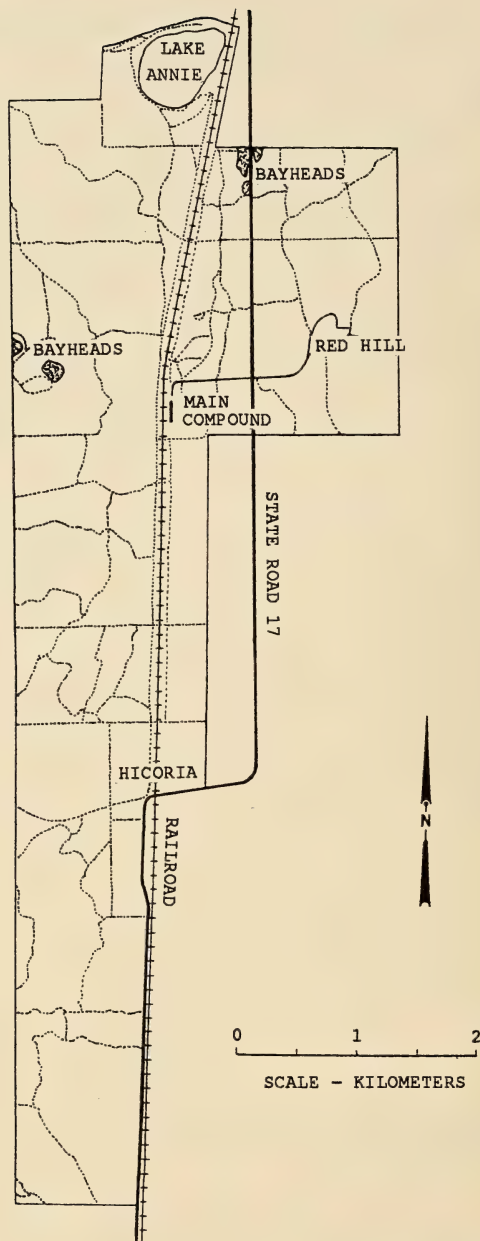 LAKE
ANNIE
BAYHEADS
BAYHEADS
RED HILL
MAIN
COMPOUND
STATE ROAD 17
HICORIA
RAILROAD
N
0 1 2
SCALE - KILOMETERS